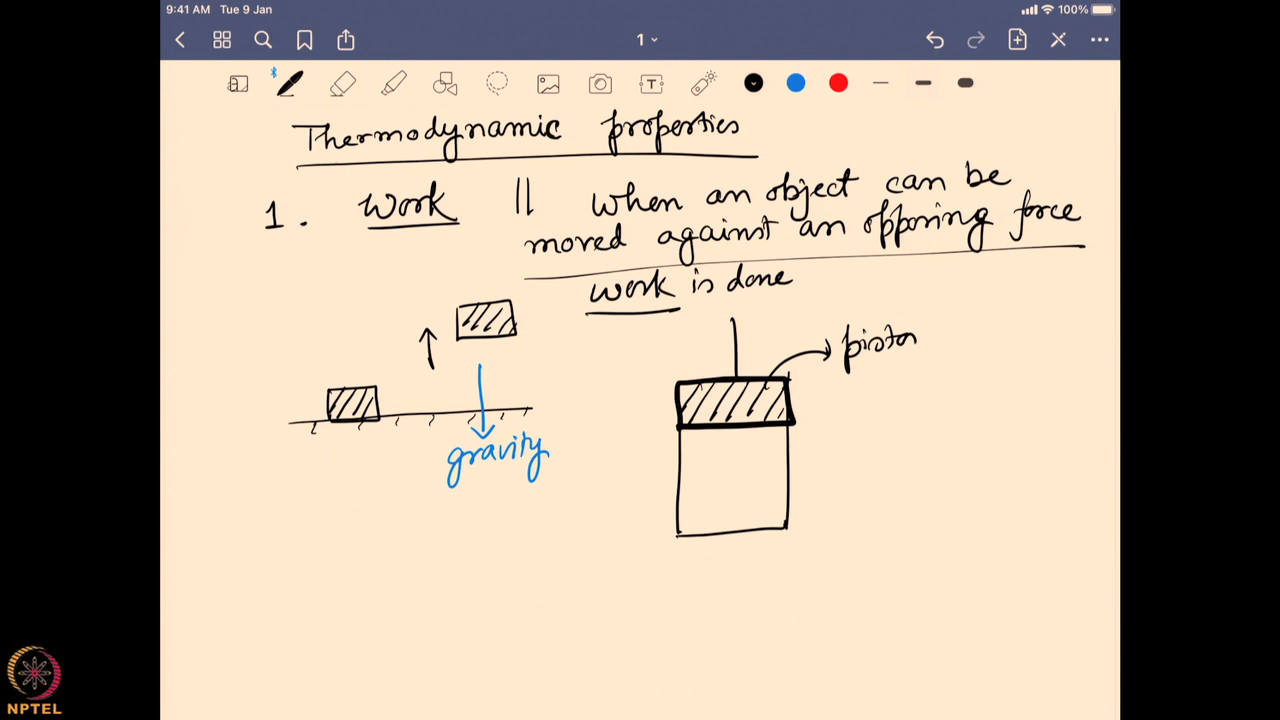 9:41 AM Tue 9 Jan
100%
1
T
Thermodynamic properties
1. Work || when an object can be
moved against an opposing force
work is done
piston
gravity
NPTEL